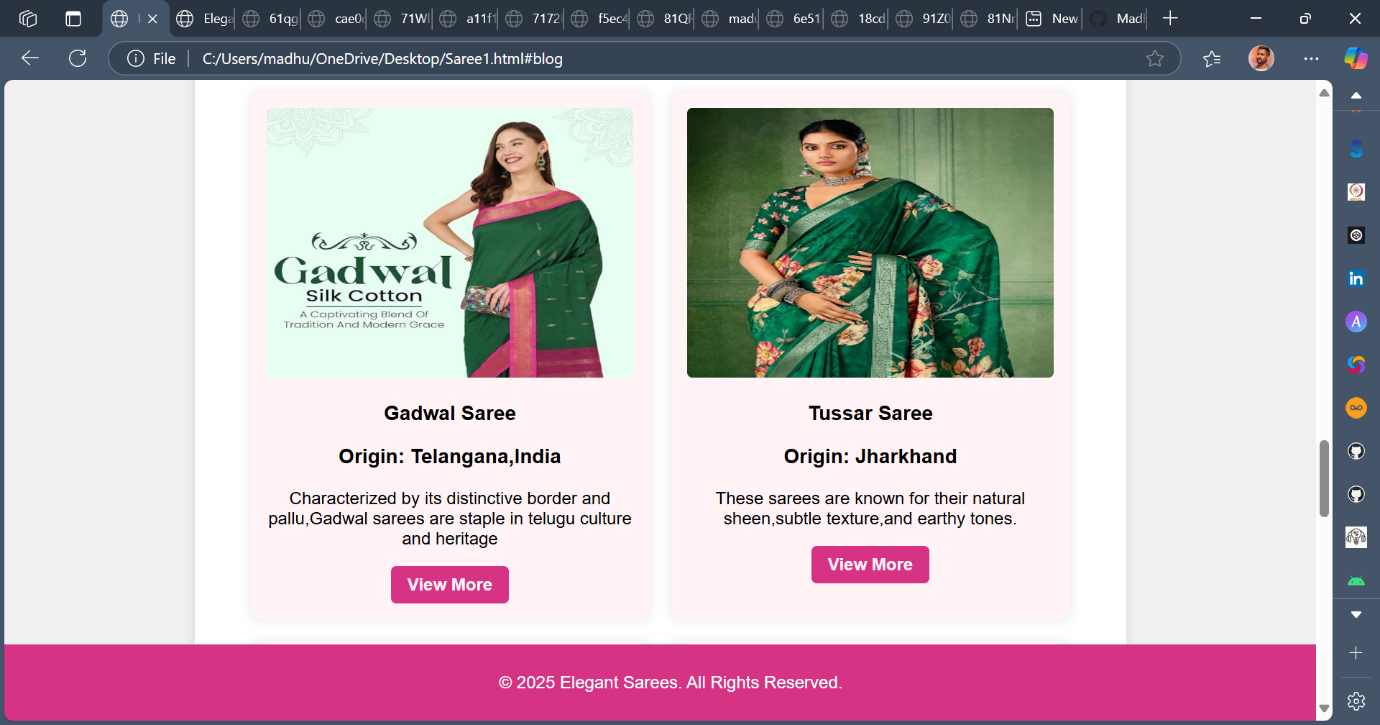 Elega
61qg
cae0
71W
a11f1
7172
f5ec4
81Q
mad
6e51
18cd
91Z0
81N
New
Mad
File
C:/Users/madhu/OneDrive/Desktop/Saree1.html#blog
Gadwal
Silk Cotton
A Captivating Blend Of
Tradition And Modern Grace
Gadwal Saree
Origin: Telangana,India
Characterized by its distinctive border and
pallu,Gadwal sarees are staple in telugu culture
and heritage
View More
Tussar Saree
Origin: Jharkhand
These sarees are known for their natural
sheen,subtle texture,and earthy tones.
View More
© 2025 Elegant Sarees. All Rights Reserved.